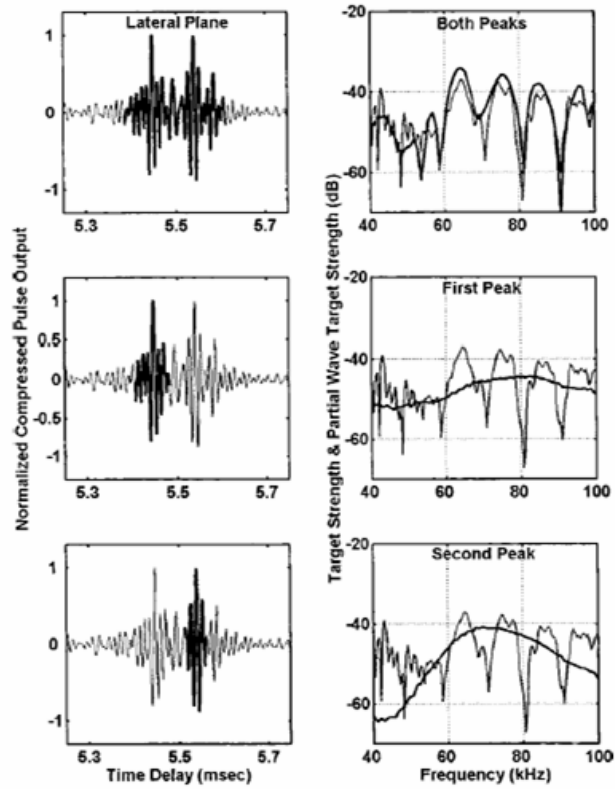 Lateral Plane
Both Peaks
1
0
-1
5.3 5.5 5.7
-20
-40
-60
40 60 80 100
First Peak
1
0.5
0
-0.5
-1
5.3 5.5 5.7
-20
-40
-60
40 60 80 100
Second Peak
1
0
-1
5.3 5.5 5.7
-20
-40
-60
40 60 80 100
Normalized Compressed Pulse Output
Target Strength & Partial Wave Target Strength (dB)
Time Delay (msec)
Frequency (kHz)